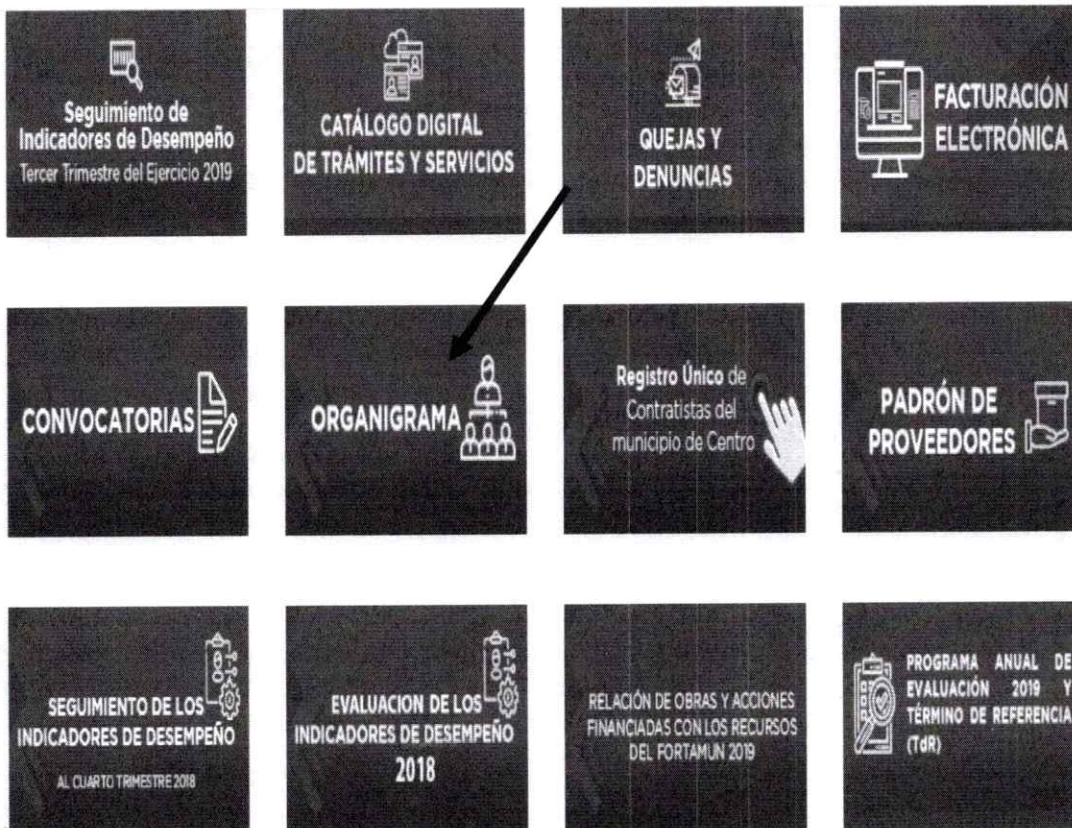 Seguimiento de
Indicadores de Desempeño
Tercer Trimestre del Ejercicio 2019
CATÁLOGO DIGITAL
DE TRÁMITES Y SERVICIOS
QUEJAS Y
DENUNCIAS
FACTURACIÓN
ELECTRÓNICA
CONVOCATORIAS
ORGANIGRAMA
Registro Único de
Contratistas del
municipio de Centro
PADRÓN DE
PROVEEDORES
SEGUIMIENTO DE LOS
INDICADORES DE DESEMPEÑO
AL CUARTO TRIMESTRE 2018
EVALUACION DE LOS
INDICADORES DE DESEMPEÑO
2018
RELACIÓN DE OBRAS Y ACCIONES
FINANCIADAS CON LOS RECURSOS
DEL FORTAMUN 2019
PROGRAMA ANUAL DE
EVALUACIÓN 2019 Y
TÉRMINO DE REFERENCIA
(TdR)